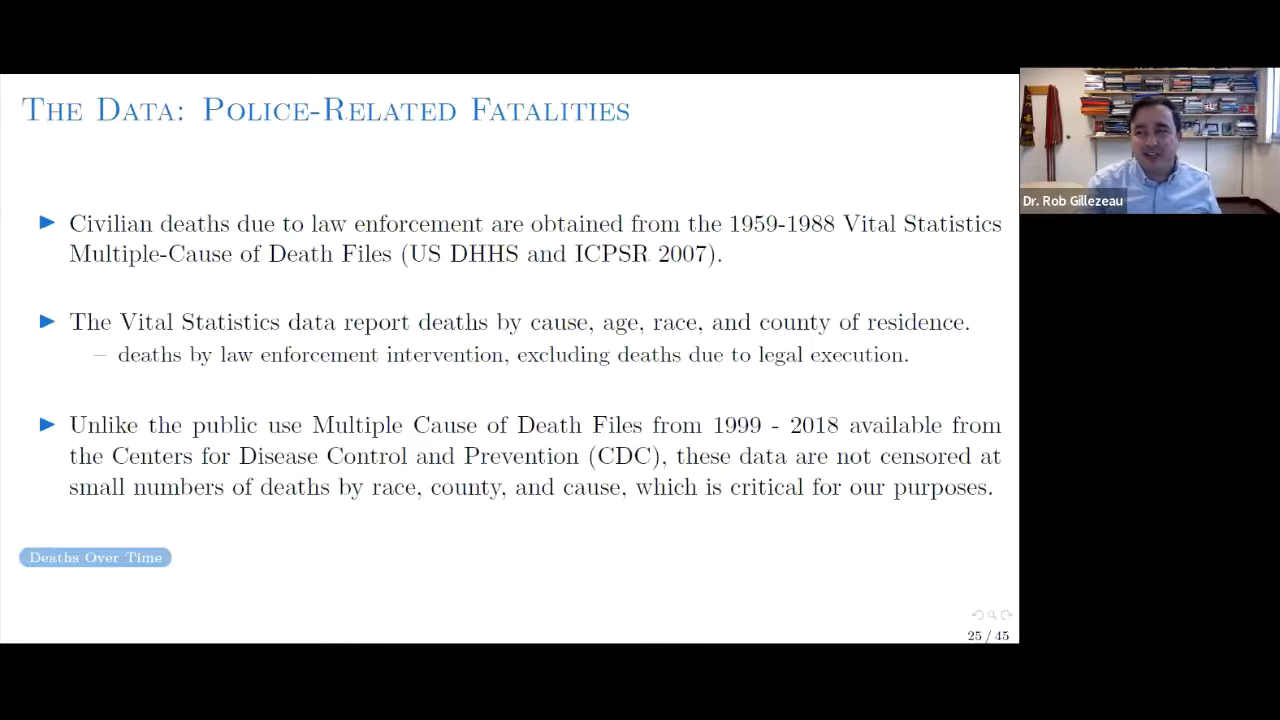 The Data: Police-Related Fatalities
Dr. Rob Gillezeau
▶ Civilian deaths due to law enforcement are obtained from the 1959-1988 Vital Statistics
Multiple-Cause of Death Files (US DHHS and ICPSR 2007).
▶ The Vital Statistics data report deaths by cause, age, race, and county of residence.
– deaths by law enforcement intervention, excluding deaths due to legal execution.
▶ Unlike the public use Multiple Cause of Death Files from 1999 - 2018 available from
the Centers for Disease Control and Prevention (CDC), these data are not censored at
small numbers of deaths by race, county, and cause, which is critical for our purposes.
Deaths Over Time
25 / 45